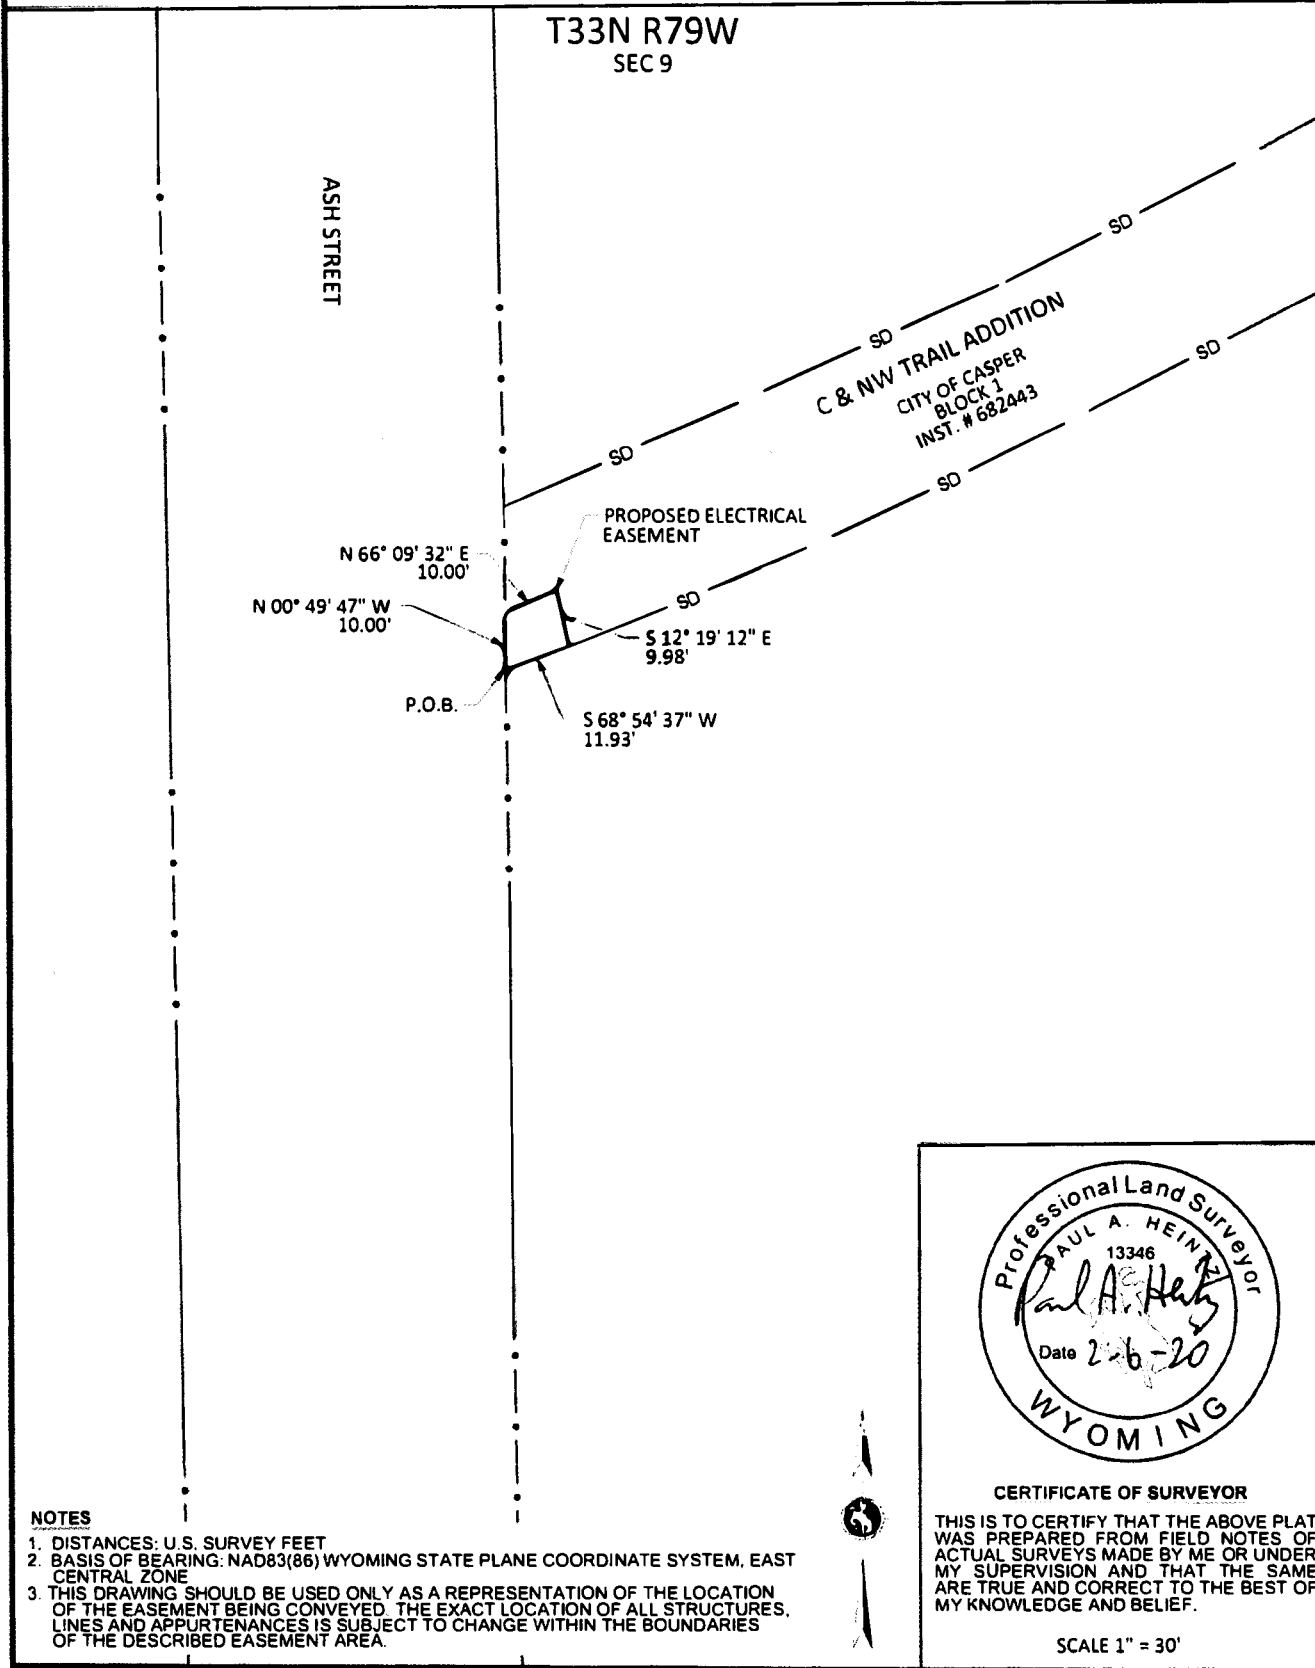 T33N R79W
SEC 9
ASH STREET
SD
SD
C & NW TRAIL ADDITION
CITY OF CASPER
BLOCK 1
INST. # 682443
SD
SD
SD
PROPOSED ELECTRICAL
EASEMENT
N 66° 09' 32" E
10.00'
N 00° 49' 47" W
10.00'
SD
S 12° 19' 12" E
9.98'
P.O.B.
S 68° 54' 37" W
11.93'
Professional Land Surveyor
PAUL A. HEINTZ
13346
Paul A. Heintz
Date 2-6-20
WYOMING
CERTIFICATE OF SURVEYOR
THIS IS TO CERTIFY THAT THE ABOVE PLAT
WAS PREPARED FROM FIELD NOTES OF
ACTUAL SURVEYS MADE BY ME OR UNDER
MY SUPERVISION AND THAT THE SAME
ARE TRUE AND CORRECT TO THE BEST OF
MY KNOWLEDGE AND BELIEF.
SCALE 1" = 30'
NOTES
1. DISTANCES: U.S. SURVEY FEET
2. BASIS OF BEARING: NAD83(86) WYOMING STATE PLANE COORDINATE SYSTEM, EAST
CENTRAL ZONE
3. THIS DRAWING SHOULD BE USED ONLY AS A REPRESENTATION OF THE LOCATION
OF THE EASEMENT BEING CONVEYED. THE EXACT LOCATION OF ALL STRUCTURES,
LINES AND APPURTENANCES IS SUBJECT TO CHANGE WITHIN THE BOUNDARIES
OF THE DESCRIBED EASEMENT AREA.